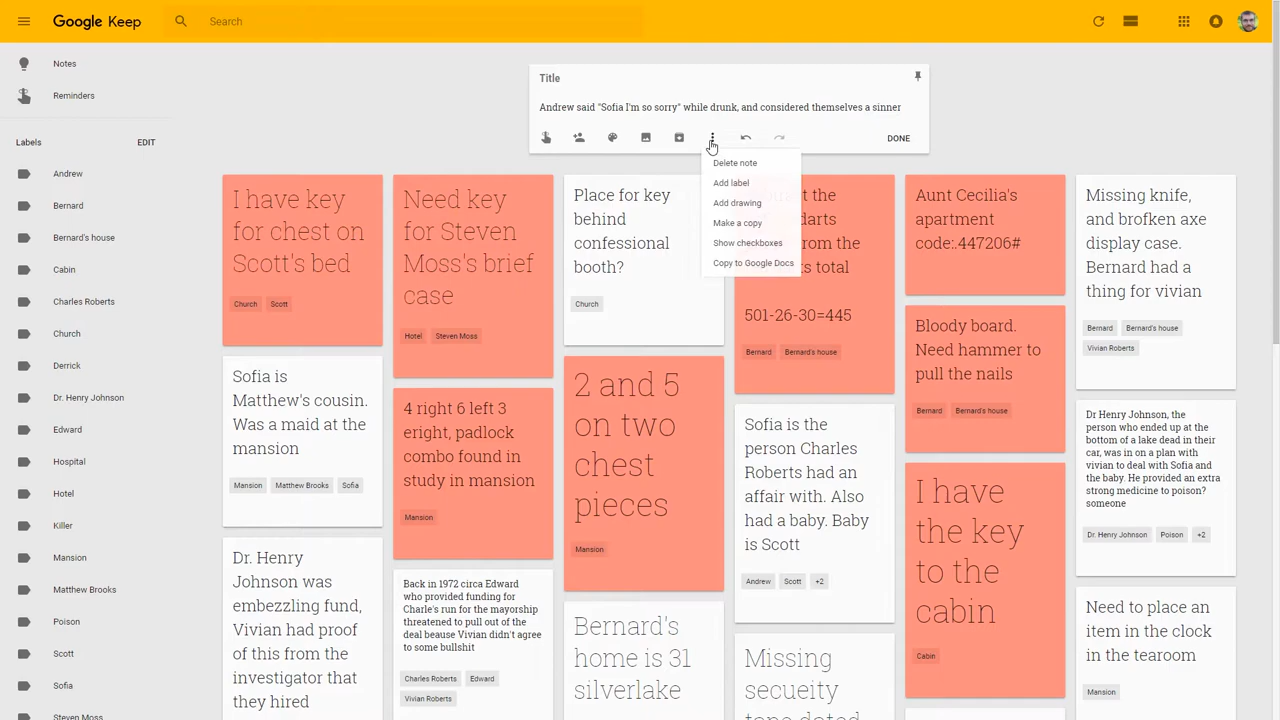 Google Keep
Search
Notes
Reminders
Labels
EDIT
Andrew
Bernard
Bernard's house
Cabin
Charles Roberts
Church
Derrick
Dr. Henry Johnson
Edward
Hospital
Hotel
Killer
Mansion
Matthew Brooks
Poison
Scott
Sofia
Steven Moss
Title
Andrew said "Sofia I'm so sorry" while drunk, and considered themselves a sinner
DONE
Delete note
Add label
Add drawing
Make a copy
Show checkboxes
Copy to Google Docs
I have key
for chest on
Scott's bed
Church
Scott
Sofia is
Matthew's cousin.
Was a maid at the
mansion
Mansion
Matthew Brooks
Sofia
Dr. Henry
Johnson was
embezzling fund,
Vivian had proof
of this from the
investigator that
they hired
Need key
for Steven
Moss's brief
case
Hotel
Steven Moss
4 right 6 left 3
eright, padlock
combo found in
study in mansion
Mansion
Back in 1972 circa Edward
who provided funding for
Charle's run for the mayorship
threatened to pull out of the
deal beause Vivian didn't agree
to some bullshit
Charles Roberts
Edward
Vivian Roberts
Place for key
behind
confessional
booth?
Church
2 and 5
on two
chest
pieces
Mansion
Bernard's
home is 31
silverlake
the
darts
om the
ts total
501-26-30=445
Bernard
Bernard's house
Sofia is the
person Charles
Roberts had an
affair with. Also
had a baby. Baby
is Scott
Andrew
Scott
+2
Missing
secueity
tape dated
Aunt Cecilia's
apartment
code:.447206#
Bloody board.
Need hammer to
pull the nails
Bernard
Bernard's house
I have
the key
to the
cabin
Cabin
Missing knife,
and brofken axe
display case.
Bernard had a
thing for vivian
Bernard
Bernard's house
Vivian Roberts
Dr Henry Johnson, the
person who ended up at the
bottom of a lake dead in their
car, was in on a plan with
vivian to deal with Sofia and
the baby. He provided an extra
strong medicine to poison?
someone
Dr. Henry Johnson
Poison
+2
Need to place an
item in the clock
in the tearoom
Mansion